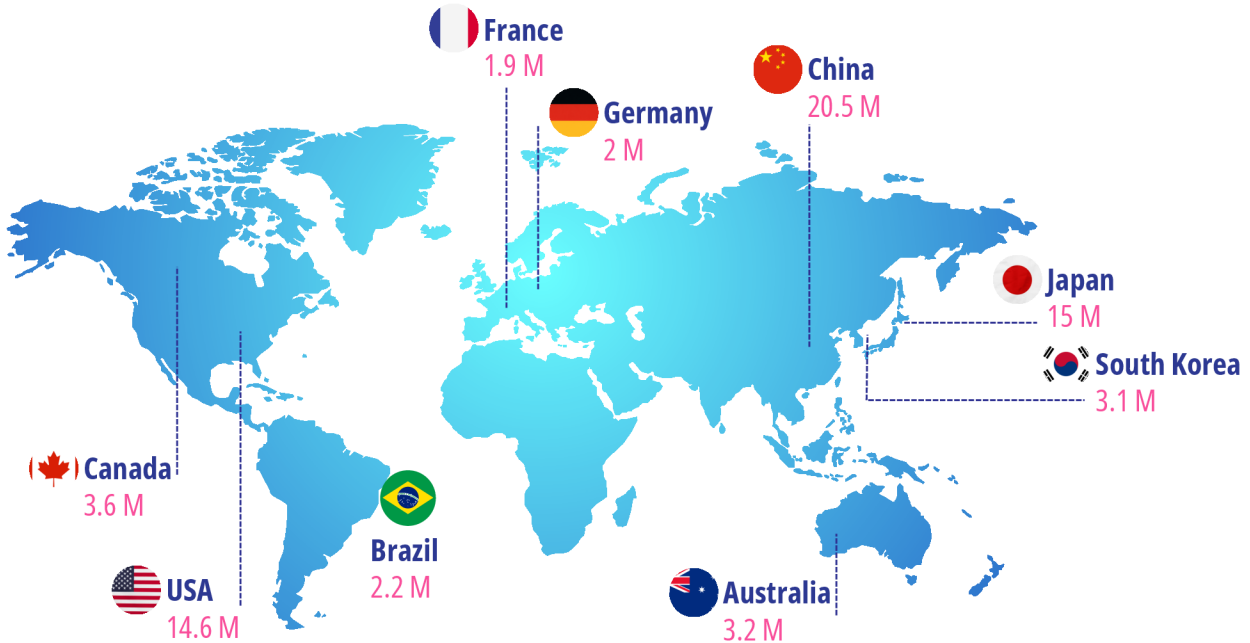 France
1.9 M
Germany
2 M
China
20.5 M
Japan
15 M
South Korea
3.1 M
Canada
3.6 M
Brazil
2.2 M
USA
14.6 M
Australia
3.2 M